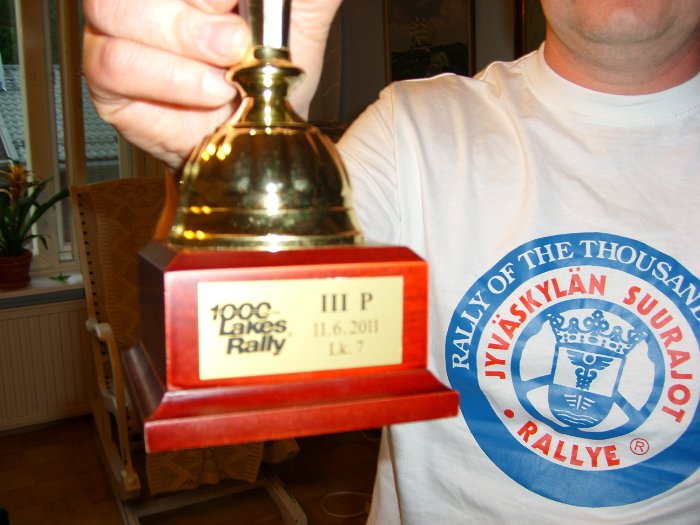 1000
Lakes
Rally
III P
11.6.2011
Lk. 7
RALLY OF THE THOUSAN
JYVÄSKYLÄN SUURAJOT
• RALLYE ®